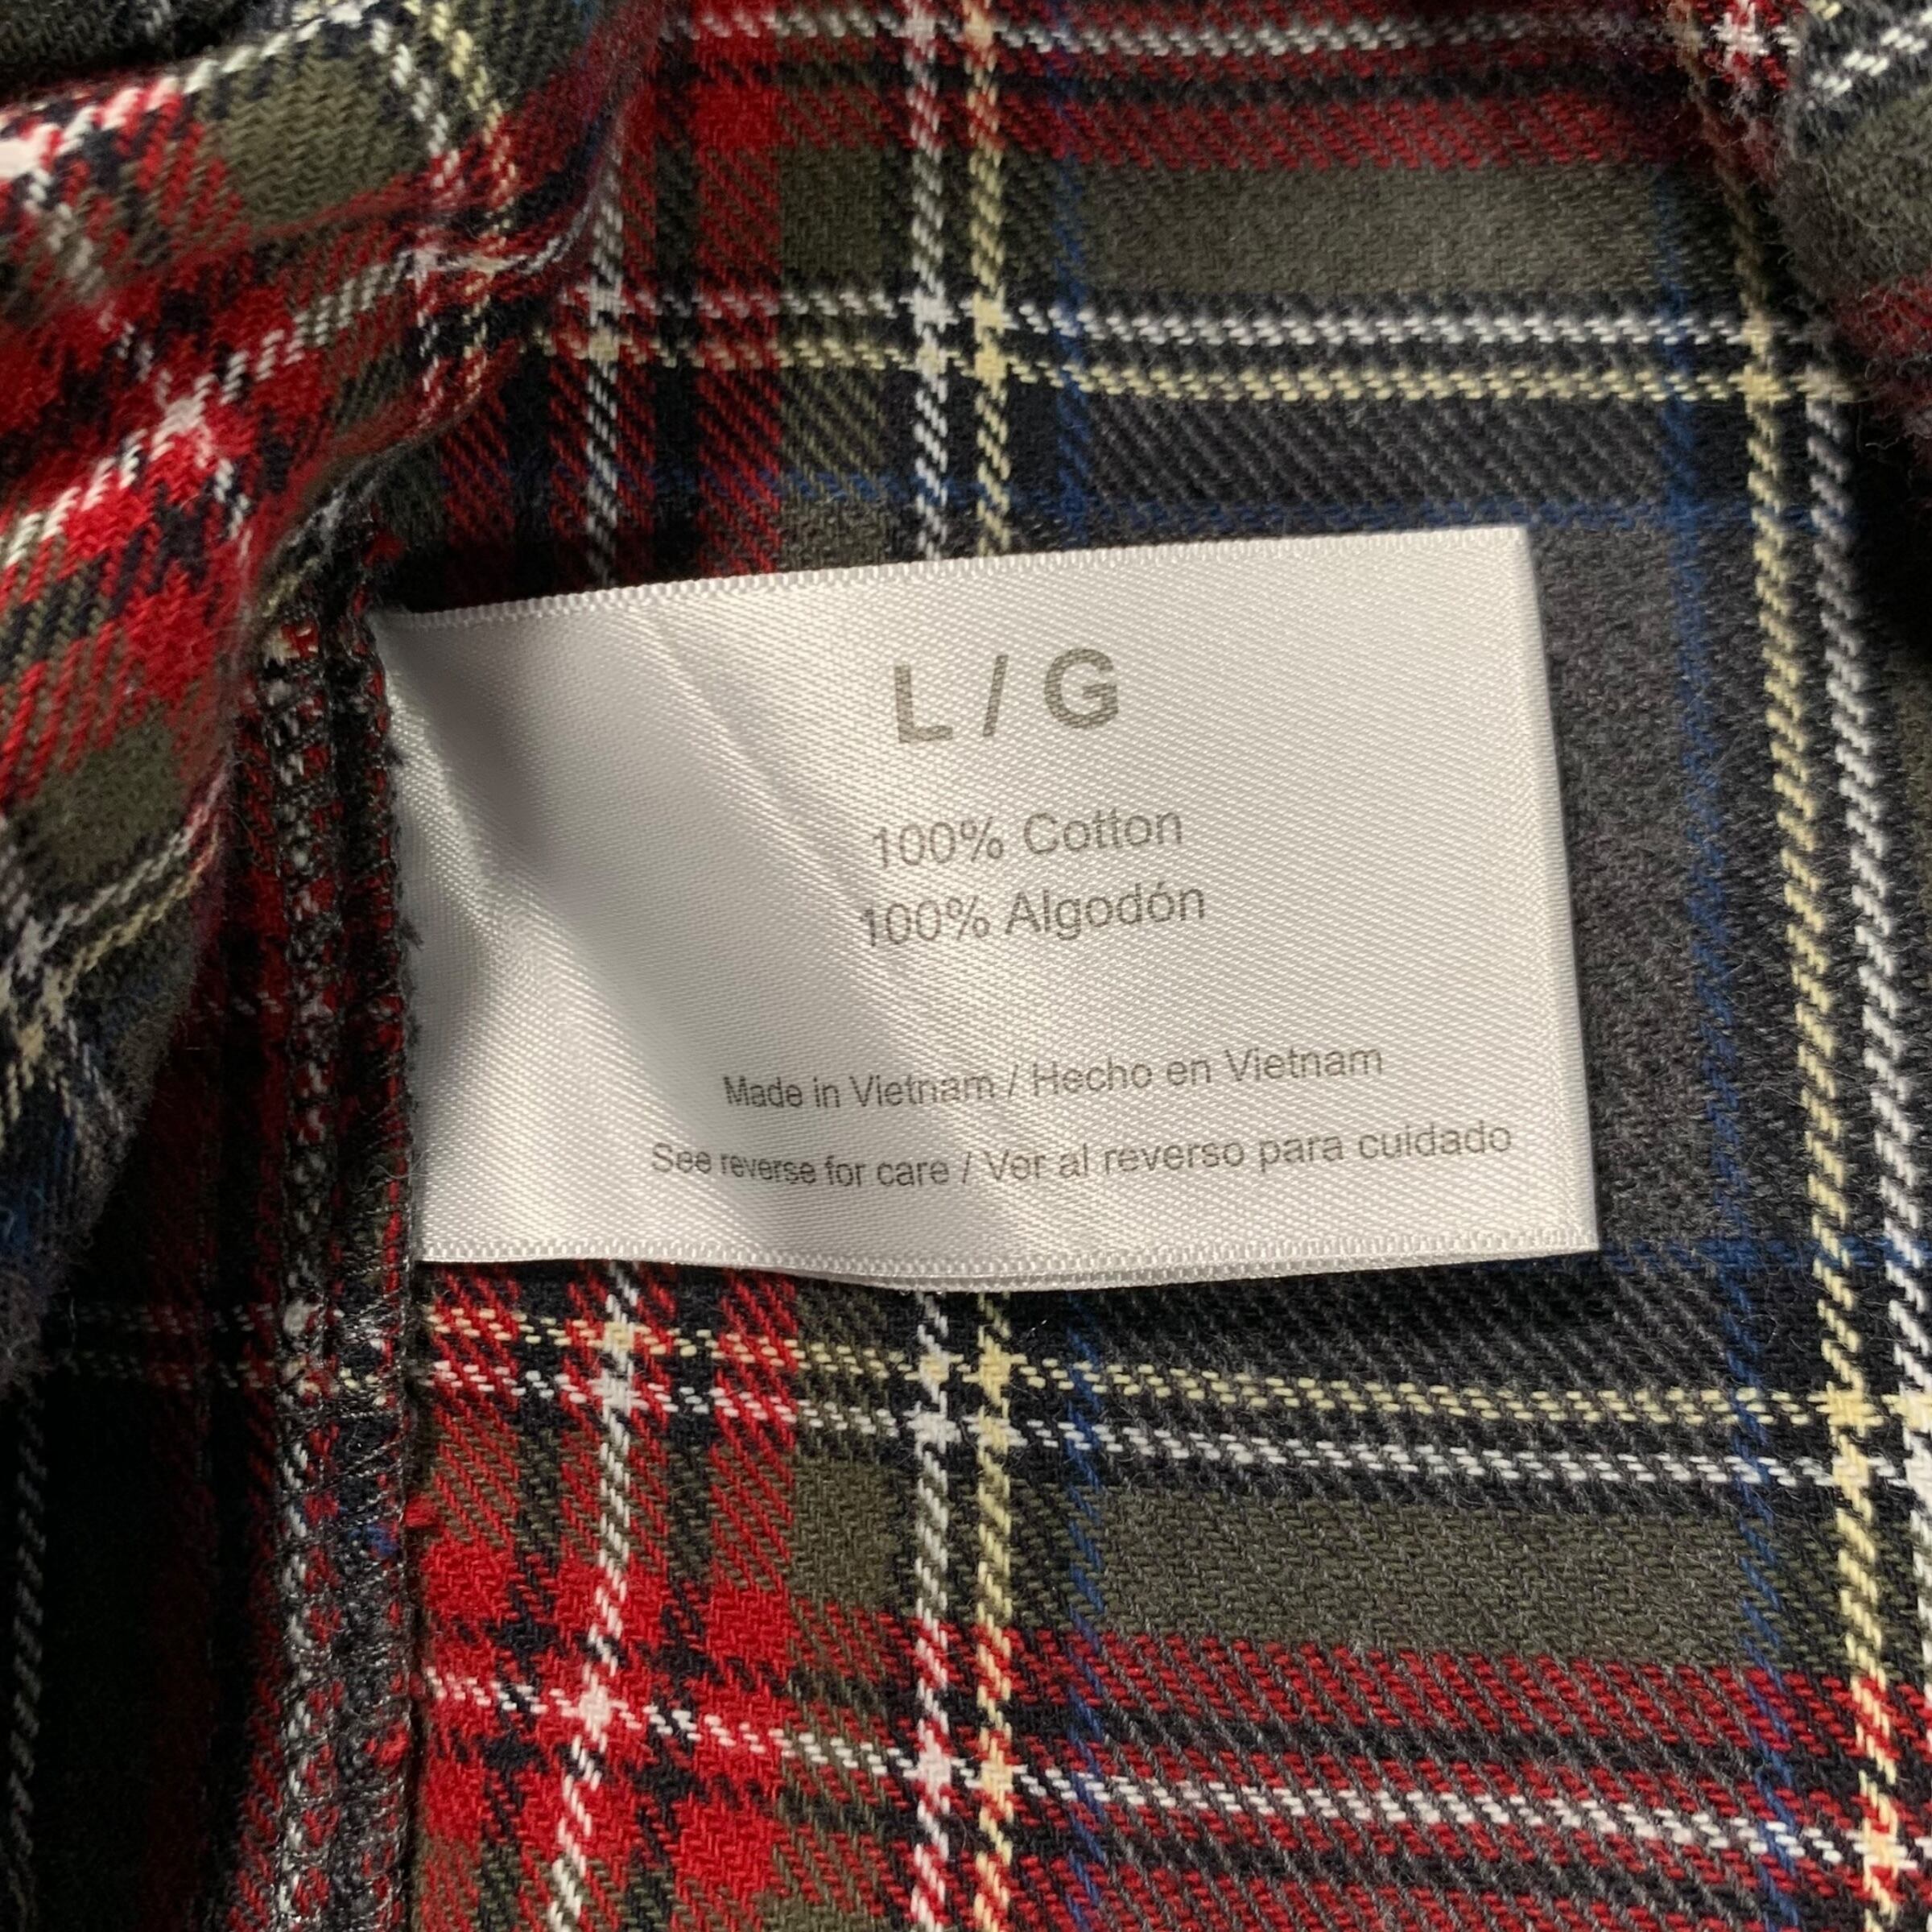 L / G
100% Cotton
100% Algodón
Made in Vietnam / Hecho en Vietnam
See reverse for care / Ver al reverso para cuidado